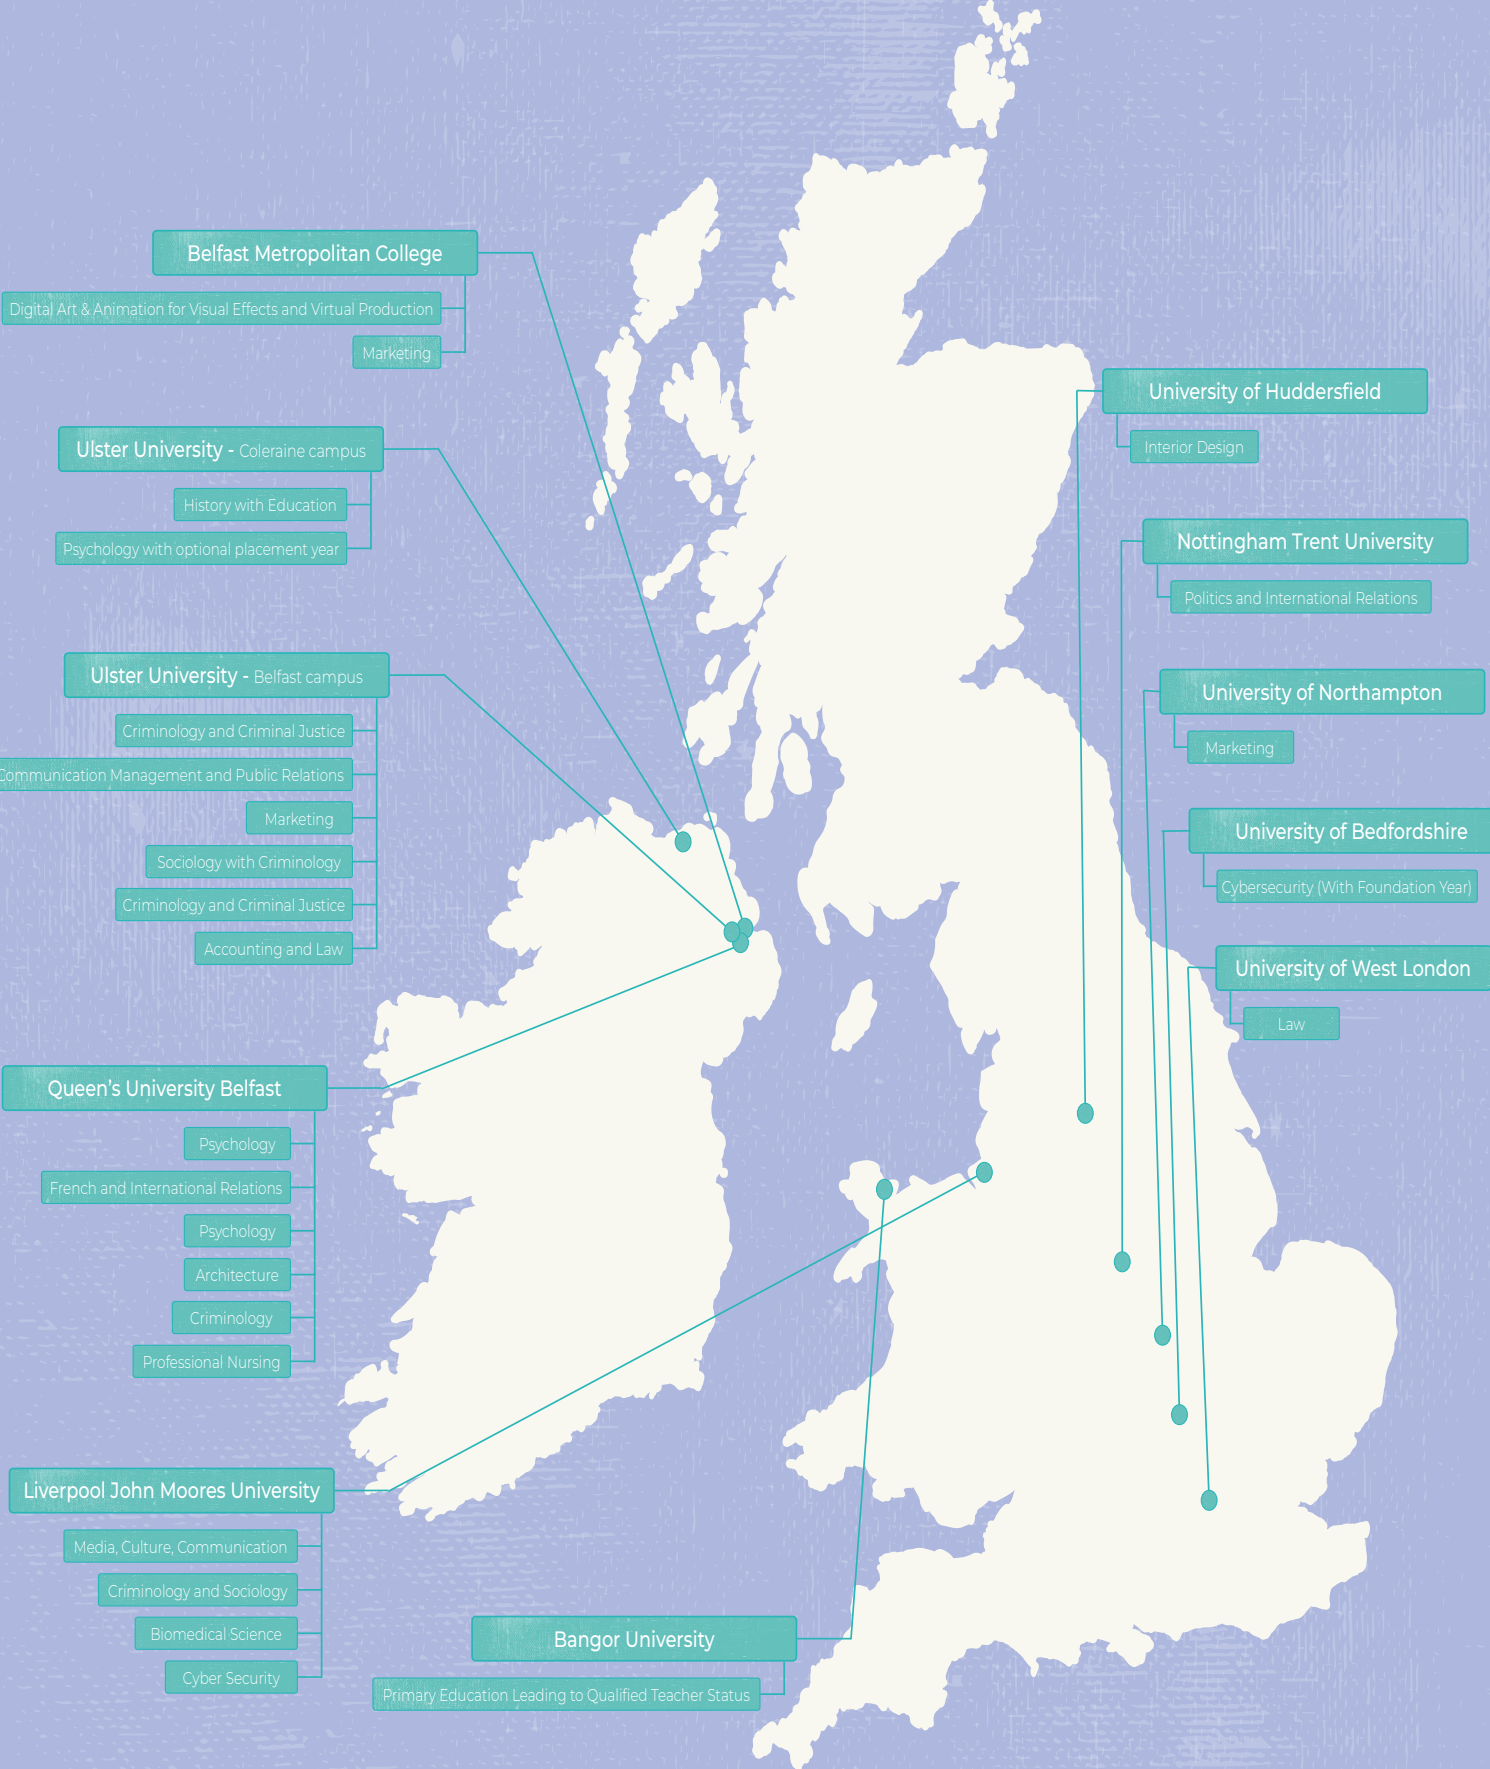 Belfast Metropolitan College
Digital Art & Animation for Visual Effects and Virtual Production
Marketing
Ulster University - Coleraine campus
History with Education
Psychology with optional placement year
Ulster University - Belfast campus
Criminology and Criminal Justice
Communication Management and Public Relations
Marketing
Sociology with Criminology
Criminology and Criminal Justice
Accounting and Law
Queen's University Belfast
Psychology
French and International Relations
Psychology
Architecture
Criminology
Professional Nursing
Liverpool John Moores University
Media, Culture, Communication
Criminology and Sociology
Biomedical Science
Cyber Security
Bangor University
Primary Education Leading to Qualified Teacher Status
University of Huddersfield
Interior Design
Nottingham Trent University
Politics and International Relations
University of Northampton
Marketing
University of Bedfordshire
Cybersecurity (With Foundation Year)
University of West London
Law